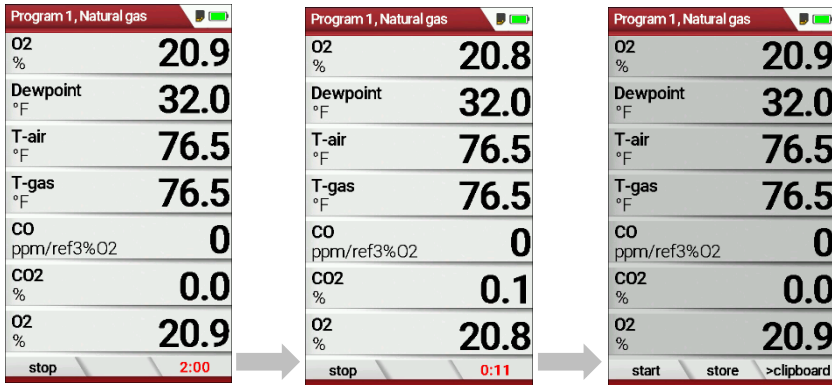 Program 1, Natural gas
O2
%
20.9
Dewpoint
°F
32.0
T-air
°F
76.5
T-gas
°F
76.5
CO
ppm/ref3%O2
0
CO2
%
0.0
O2
%
20.9
stop
2:00
Program 1, Natural gas
O2
%
20.8
Dewpoint
°F
32.0
T-air
°F
76.5
T-gas
°F
76.5
CO
ppm/ref3%O2
0
CO2
%
0.1
O2
%
20.8
stop
0:11
Program 1, Natural gas
O2
%
20.9
Dewpoint
°F
32.0
T-air
°F
76.5
T-gas
°F
76.5
CO
ppm/ref3%O2
0
CO2
%
0.0
O2
%
20.9
start
store
>clipboard